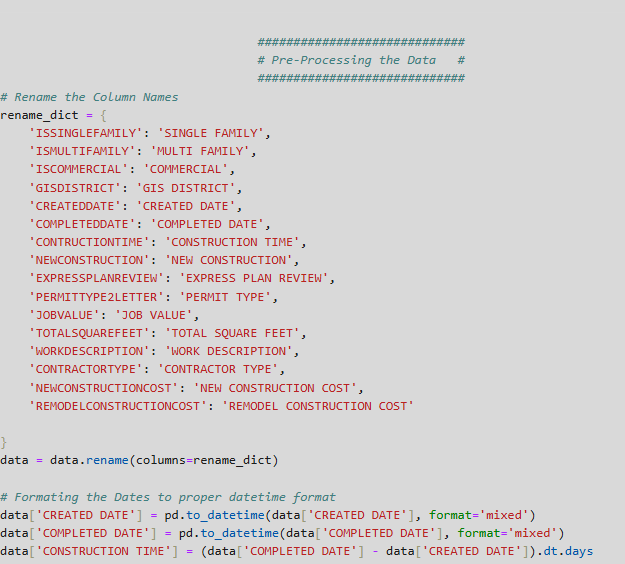 #############################
# Pre-Processing the Data   #
#############################
# Rename the Column Names
rename_dict = {
    'ISSINGLEFAMILY': 'SINGLE FAMILY',
    'ISMULTIFAMILY': 'MULTI FAMILY',
    'ISCOMMERCIAL': 'COMMERCIAL',
    'GISDISTRICT': 'GIS DISTRICT',
    'CREATEDDATE': 'CREATED DATE',
    'COMPLETEDDATE': 'COMPLETED DATE',
    'CONTRUCTIONTIME': 'CONSTRUCTION TIME',
    'NEWCONSTRUCTION': 'NEW CONSTRUCTION',
    'EXPRESSPLANREVIEW': 'EXPRESS PLAN REVIEW',
    'PERMITTYPE2LETTER': 'PERMIT TYPE',
    'JOBVALUE': 'JOB VALUE',
    'TOTALSQUAREFEET': 'TOTAL SQUARE FEET',
    'WORKDESCRIPTION': 'WORK DESCRIPTION',
    'CONTRACTORTYPE': 'CONTRACTOR TYPE',
    'NEWCONSTRUCTIONCOST': 'NEW CONSTRUCTION COST',
    'REMODELCONSTRUCTIONCOST': 'REMODEL CONSTRUCTION COST'
}
data = data.rename(columns=rename_dict)
# Formating the Dates to proper datetime format
data['CREATED DATE'] = pd.to_datetime(data['CREATED DATE'], format='mixed')
data['COMPLETED DATE'] = pd.to_datetime(data['COMPLETED DATE'], format='mixed')
data['CONSTRUCTION TIME'] = (data['COMPLETED DATE'] - data['CREATED DATE']).dt.days